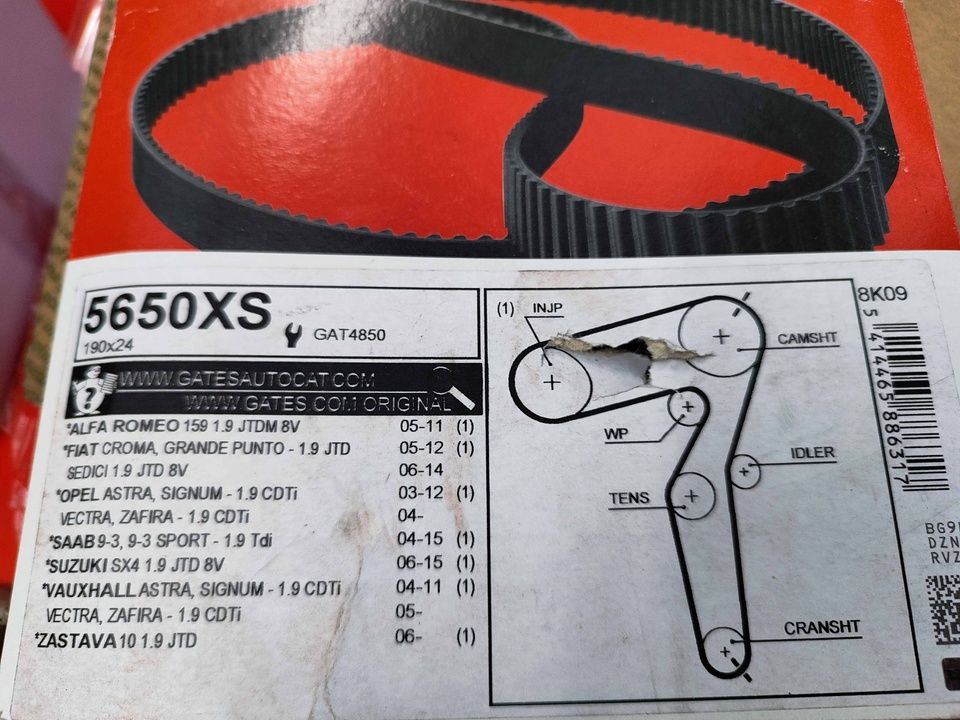 5650XS
190x24
GAT4850
WWW.GATESAUTOCAT.COM
WWW.GATES.COM/ORIGINAL
*ALFA ROMEO 159 1.9 JTDM 8V 05-11 (1)
*FIAT CROMA, GRANDE PUNTO - 1.9 JTD 05-12 (1)
SEDICI 1.9 JTD 8V 06-14
*OPEL ASTRA, SIGNUM - 1.9 CDTi 03-12 (1)
VECTRA, ZAFIRA - 1.9 CDTi 04-
*SAAB 9-3, 9-3 SPORT - 1.9 Tdi 04-15 (1)
*SUZUKI SX4 1.9 JTD 8V 06-15 (1)
*VAUXHALL ASTRA, SIGNUM - 1.9 CDTi 04-11 (1)
VECTRA, ZAFIRA - 1.9 CDTi 05-
*ZASTAVA 10 1.9 JTD 06- (1)
(1) INJP
CAMSHT
WP
IDLER
TENS
CRANSHT
8K09
5 414465 886317
DZN
RVZ